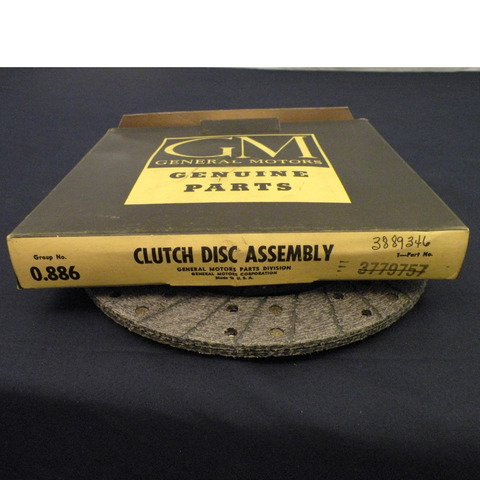 GM
GENERAL MOTORS
GENUINE
PARTS
Group No.
0.886
CLUTCH DISC ASSEMBLY
GENERAL MOTORS PARTS DIVISION
GENERAL MOTORS CORPORATION
Made in U.S.A.
3889346
1—Part No.
3779757